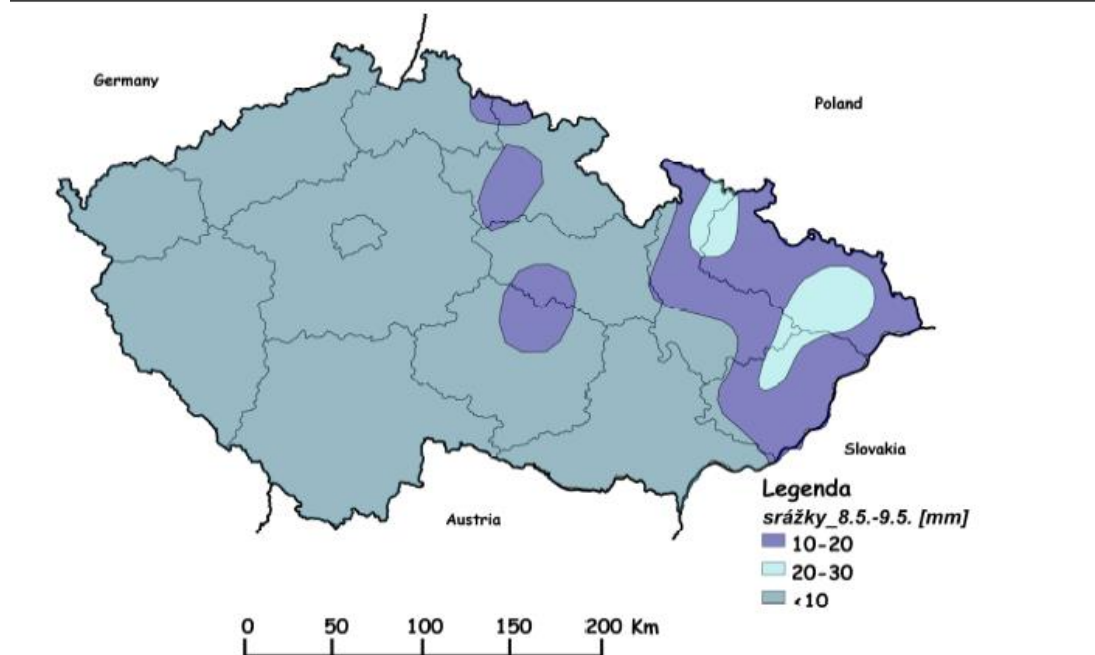 Germany
Poland
Slovakia
Austria
Legenda
srážky_8.5.-9.5. [mm]
10-20
20-30
<10
0 50 100 150 200 Km